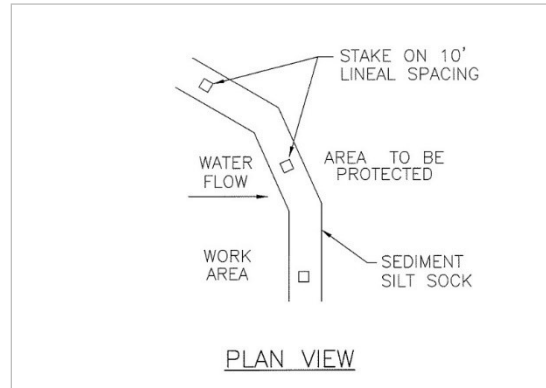 STAKE ON 10'
LINEAL SPACING
WATER
FLOW
AREA TO BE
PROTECTED
WORK
AREA
SEDIMENT
SILT SOCK
PLAN VIEW